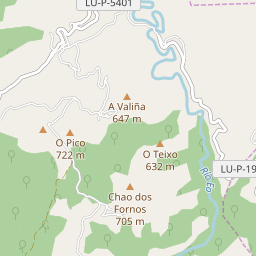 LU-P-5401
A Valiña
647 m
O Pico
722 m
O Teixo
632 m
LU-P-19
Río Eo
Chao dos
Fornos
705 m